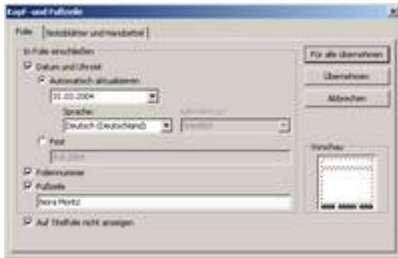 Kopf- und Fußzeile
Folie
Notizblätter und Handzettel
In Folie einschließen
Datum und Uhrzeit
Automatisch aktualisieren
31.03.2004
Sprache:
Deutsch (Deutschland)
Fest
Foliennummer
Fußzeile
Nora Moritz
Auf Titelfolie nicht anzeigen
Für alle übernehmen
Übernehmen
Abbrechen
Vorschau